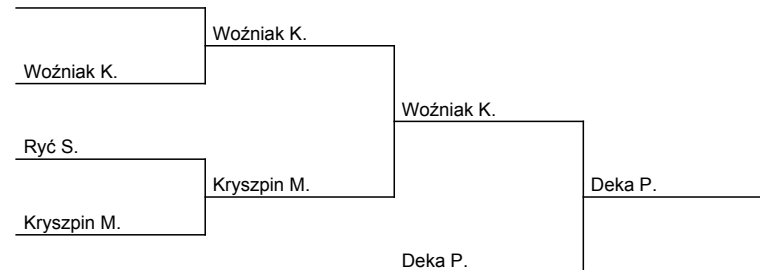 Woźniak K.
Woźniak K.
Woźniak K.
Ryć S.
Kryszpin M.
Deka P.
Kryszpin M.
Deka P.